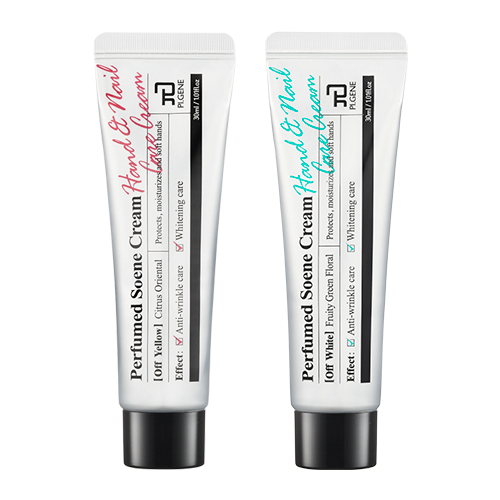 Perfumed Soene Cream
Hand & Nail
Care Cream
Protects, moisturizes and soft hands
[Off Yellow] Citrus Oriental
Effect : Anti-wrinkle care Whitening care
PLGENE
30ml / 1.01fl.oz
Perfumed Soene Cream
Hand & Nail
Care Cream
Protects, moisturizes and soft hands
[Off White] Fruity Green Floral
Effect : Anti-wrinkle care Whitening care
PLGENE
30ml / 1.01fl.oz